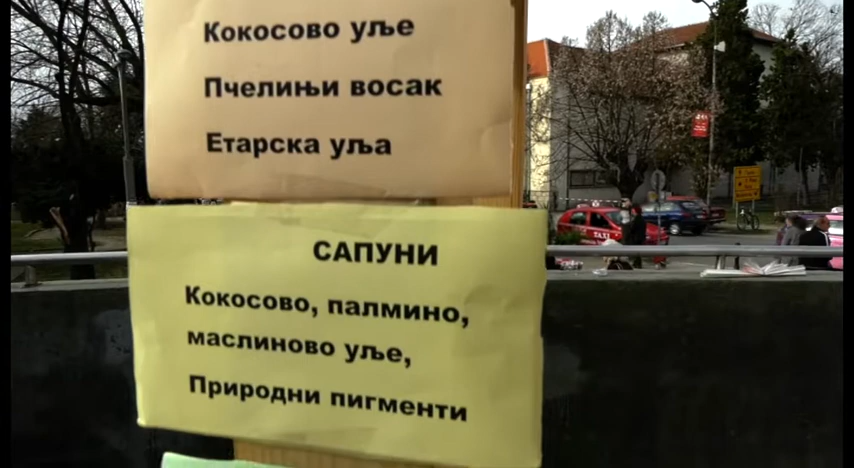 Кокосово уље
Пчелињи восак
Етарска уља
САПУНИ
Кокосово, палмино,
маслиново уље,
Природни пигменти
TAXI